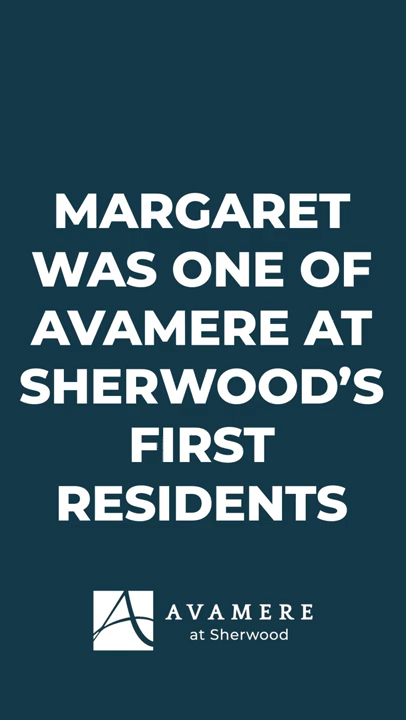 MARGARET
WAS ONE OF
AVAMERE AT
SHERWOOD'S
FIRST
RESIDENTS
AVAMERE
at Sherwood